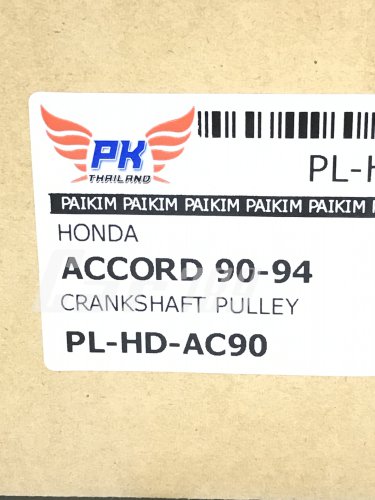 PK
THAILAND
PL-H
PAIKIM PAIKIM PAIKIM PAIKIM PAIKIM
HONDA
ACCORD 90-94
CRANKSHAFT PULLEY
PL-HD-AC90